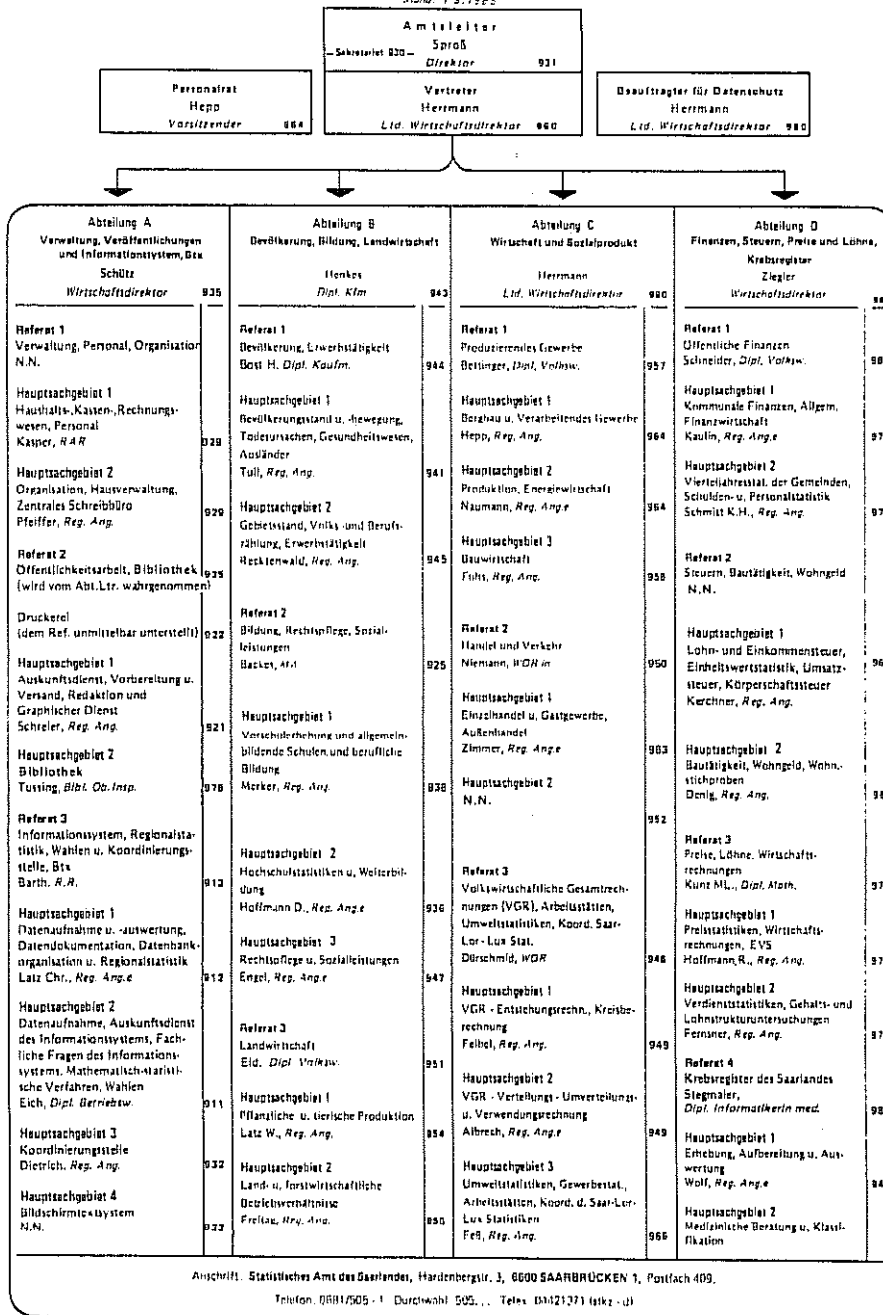 Amtsleiter
— Sekretariat 930 —
Sproß
Direktor 931
Personalrat
Hepp
Vorsitzender 964
Vertreter
Herrmann
Ltd. Wirtschaftsdirektor 960
Beauftragter für Datenschutz
Herrmann
Ltd. Wirtschaftsdirektor 980
Abteilung A
Verwaltung, Veröffentlichungen
und Informationssystem, Btx
Schütz
Wirtschaftsdirektor 935
Referat 1
Verwaltung, Personal, Organisation
N.N.
Hauptsachgebiet 1
Haushalts-, Kassen-, Rechnungs-
wesen, Personal
Kasper, RAR 929
Hauptsachgebiet 2
Organisation, Hausverwaltung,
Zentrales Schreibbüro
Pfeiffer, Reg. Ang. 929
Referat 2
Öffentlichkeitsarbeit, Bibliothek 935
(wird vom Abt.Ltr. wahrgenommen)
Druckerei
(dem Ref. unmittelbar unterstellt) 922
Hauptsachgebiet 1
Auskunftsdienst, Vorbereitung u.
Versand, Redaktion und
Graphischer Dienst
Schreier, Reg. Ang. 921
Hauptsachgebiet 2
Bibliothek
Tussing, Bibl. Ob. Insp. 976
Referat 3
Informationssystem, Regionalsta-
tistik, Wahlen u. Koordinierungs-
stelle, Btx
Barth. R.R. 913
Hauptsachgebiet 1
Datenaufnahme u. -auswertung,
Datendokumentation, Datenbank-
organisation u. Regionalstatistik
Latz Chr., Reg. Ang.e 912
Hauptsachgebiet 2
Datenaufnahme, Auskunftsdienst
des Informationssystems, Fach-
liche Fragen des Informations-
systems, Mathematisch-statisti-
sche Verfahren, Wahlen
Eich, Dipl. Betriebsw. 911
Hauptsachgebiet 3
Koordinierungsstelle
Dietrich, Reg. Ang. 932
Hauptsachgebiet 4
Bildschirmtextsystem
N.N. 933
Abteilung B
Bevölkerung, Bildung, Landwirtschaft
Henkes
Dipl. Kfm 943
Referat 1
Bevölkerung, Erwerbstätigkeit
Bost H. Dipl. Kaufm. 944
Hauptsachgebiet 1
Bevölkerungsstand u. -bewegung,
Todesursachen, Gesundheitswesen,
Ausländer
Tull, Reg. Ang. 941
Hauptsachgebiet 2
Gebietsstand, Volks- und Berufs-
zählung, Erwerbstätigkeit
Recktenwald, Reg. Ang. 945
Referat 2
Bildung, Rechtspflege, Sozial-
leistungen
Backes, 925
Hauptsachgebiet 1
Vorschulerhebung und allgemein-
bildende Schulen und berufliche
Bildung
Merker, Reg. Ang. 938
Hauptsachgebiet 2
Hochschulstatistiken u. Weiterbil-
dung
Hoffmann D., Reg. Ang.e 936
Hauptsachgebiet 3
Rechtspflege u. Sozialleistungen
Engel, Reg. Ang.e 947
Referat 3
Landwirtschaft
Eid. Dipl. Volksw. 951
Hauptsachgebiet 1
Pflanzliche u. tierische Produktion
Latz W., Reg. Ang. 954
Hauptsachgebiet 2
Land- u. forstwirtschaftliche
Betriebsverhältnisse
Freitag, Reg. Ang. 956
Abteilung C
Wirtschaft und Sozialprodukt
Herrmann
Ltd. Wirtschaftsdirektor 980
Referat 1
Produzierendes Gewerbe
Bettinger, Dipl. Volksw. 957
Hauptsachgebiet 1
Bergbau u. Verarbeitendes Gewerbe
Hepp, Reg. Ang. 964
Hauptsachgebiet 2
Produktion, Energiewirtschaft
Naumann, Reg. Ang.e 964
Hauptsachgebiet 3
Bauwirtschaft
Fuhs, Reg. Ang. 958
Referat 2
Handel und Verkehr
Niemann, WOR in 950
Hauptsachgebiet 1
Einzelhandel u. Gastgewerbe,
Außenhandel
Zimmer, Reg. Ang.e 983
Hauptsachgebiet 2
N.N.
952
Referat 3
Volkswirtschaftliche Gesamtrech-
nungen (VGR), Arbeitsstätten,
Umweltstatistiken, Koord. Saar-
Lor-Lux Stat.
Dürschmid, WOR 948
Hauptsachgebiet 1
VGR - Entstehungsrechn., Kreisbe-
rechnung
Feibel, Reg. Ang. 949
Hauptsachgebiet 2
VGR - Verteilungs- Umverteilungs-
u. Verwendungsrechnung
Albrech, Reg. Ang.e 949
Hauptsachgebiet 3
Umweltstatistiken, Gewerbestat.,
Arbeitsstätten, Koord. d. Saar-Lor-
Lux Statistiken
Feß, Reg. Ang. 966
Abteilung D
Finanzen, Steuern, Preise und Löhne,
Krebsregister
Ziegler
Wirtschaftsdirektor
Referat 1
Öffentliche Finanzen
Schneider, Dipl. Volksw.
Hauptsachgebiet 1
Kommunale Finanzen, Allgem.
Finanzwirtschaft
Kaulin, Reg. Ang.e 97
Hauptsachgebiet 2
Vierteljahresstat. der Gemeinden,
Schulden- u. Personalstatistik
Schmitt K.H., Reg. Ang. 97
Referat 2
Steuern, Bautätigkeit, Wohngeld
N.N.
Hauptsachgebiet 1
Lohn- und Einkommensteuer,
Einheitswertstatistik, Umsatz- 96
steuer, Körperschaftssteuer
Kerchner, Reg. Ang.
Hauptsachgebiet 2
Bautätigkeit, Wohngeld, Wohn.-
stichproben
Denig, Reg. Ang.
Referat 3
Preise, Löhne, Wirtschafts-
rechnungen
Kunz ML., Dipl. Math. 97
Hauptsachgebiet 1
Preisstatistiken, Wirtschafts-
rechnungen, EVS
Hoffmann R., Reg. Ang. 97
Hauptsachgebiet 2
Verdienststatistiken, Gehalts- und
Lohnstrukturuntersuchungen
Fernsner, Reg. Ang. 97
Referat 4
Krebsregister des Saarlandes
Stegmaier,
Dipl. Informatikerin med. 98
Hauptsachgebiet 1
Erhebung, Aufbereitung u. Aus-
wertung
Wolf, Reg. Ang.e
Hauptsachgebiet 2
Medizinische Beratung u. Klassi-
fikation
Anschrift. Statistisches Amt des Saarlandes, Hardenbergstr. 3, 6600 SAARBRÜCKEN 1, Postfach 409.
Telefon. 0681/505 - 1 Durchwahl 505... Telex 04421371 (stkz - d)